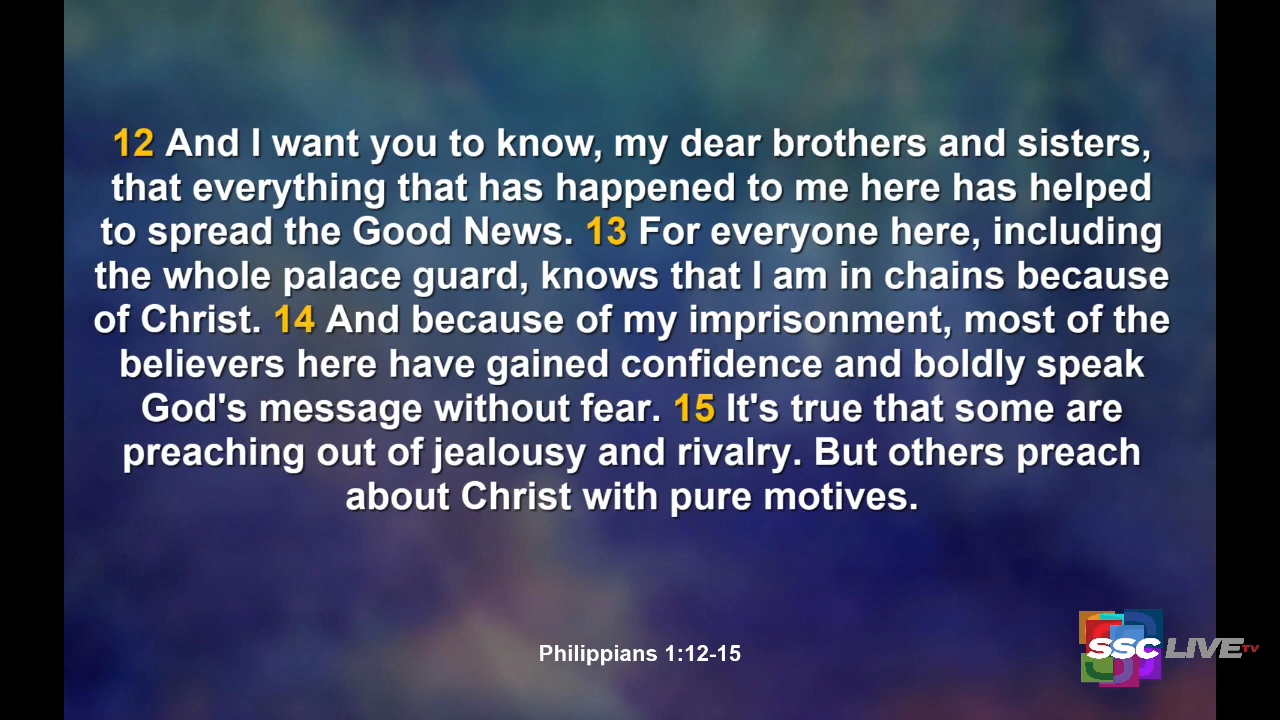 12 And I want you to know, my dear brothers and sisters,
that everything that has happened to me here has helped
to spread the Good News. 13 For everyone here, including
the whole palace guard, knows that I am in chains because
of Christ. 14 And because of my imprisonment, most of the
believers here have gained confidence and boldly speak
God's message without fear. 15 It's true that some are
preaching out of jealousy and rivalry. But others preach
about Christ with pure motives.
Philippians 1:12-15
SSC LIVE TV